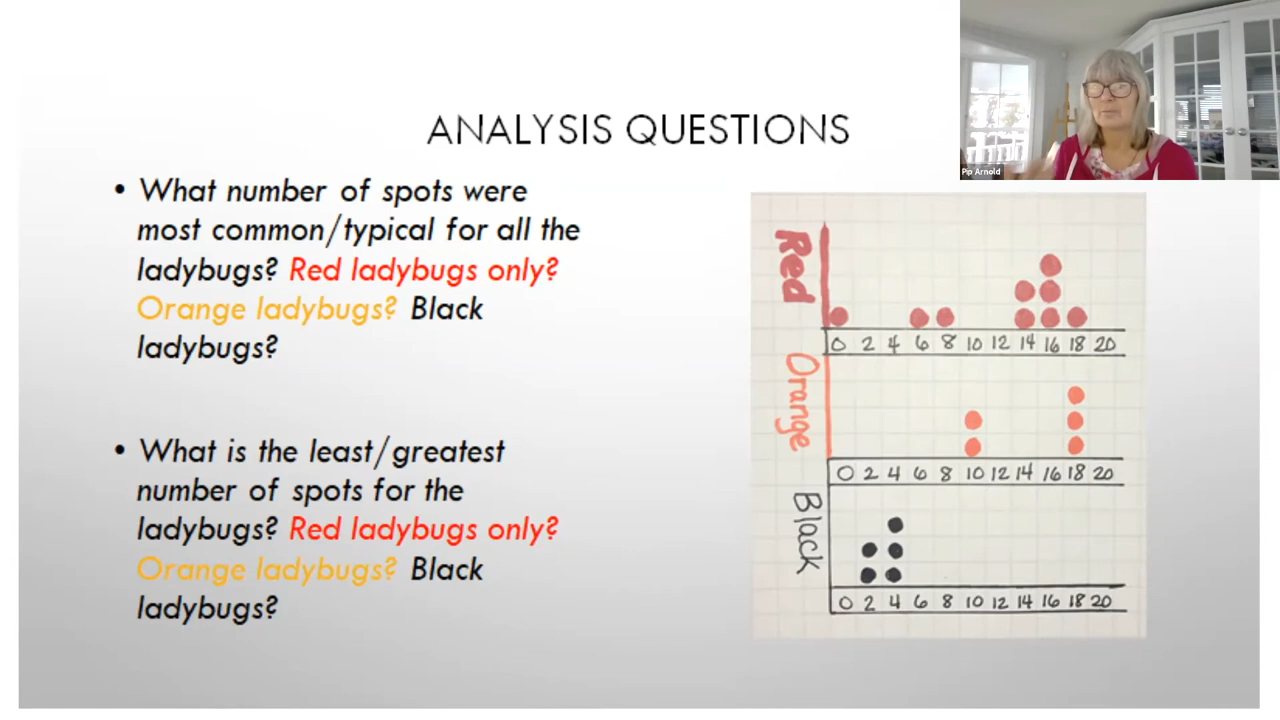 ANALYSIS QUESTIONS
• What number of spots were
most common/typical for all the
ladybugs? Red ladybugs only?
Orange ladybugs? Black
ladybugs?
• What is the least/greatest
number of spots for the
ladybugs? Red ladybugs only?
Orange ladybugs? Black
ladybugs?
Pip Arnold
Red
0 2 4 6 8 10 12 14 16 18 20
Orange
0 2 4 6 8 10 12 14 16 18 20
Black
0 2 4 6 8 10 12 14 16 18 20